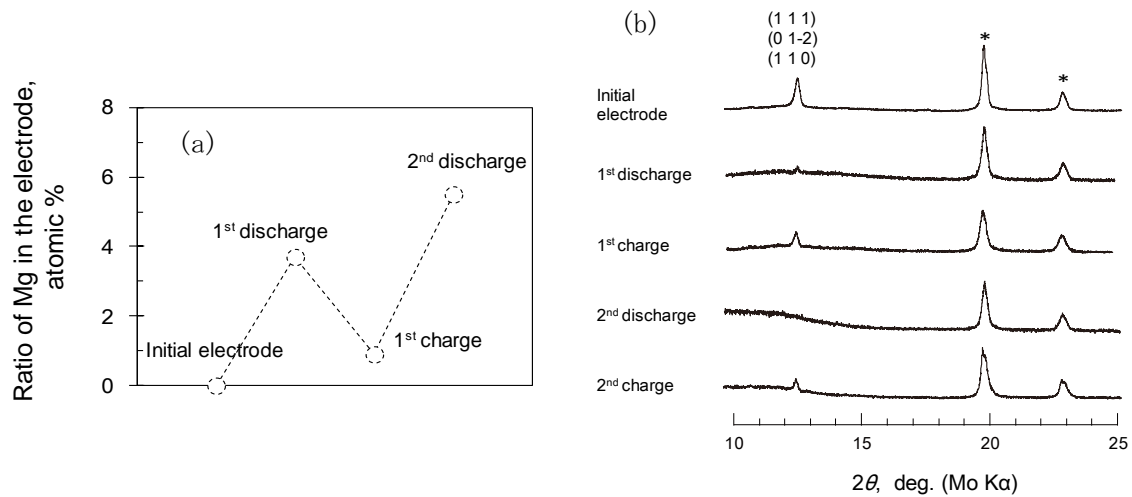 (a)
Ratio of Mg in the electrode,
atomic %
8
6
4
2
0
Initial electrode
1st discharge
1st charge
2nd discharge
(b)
(1 1 1)
(0 1-2)
(1 1 0)
*
*
Initial
electrode
1st discharge
1st charge
2nd discharge
2nd charge
10
15
20
25
2θ, deg. (Mo Kα)